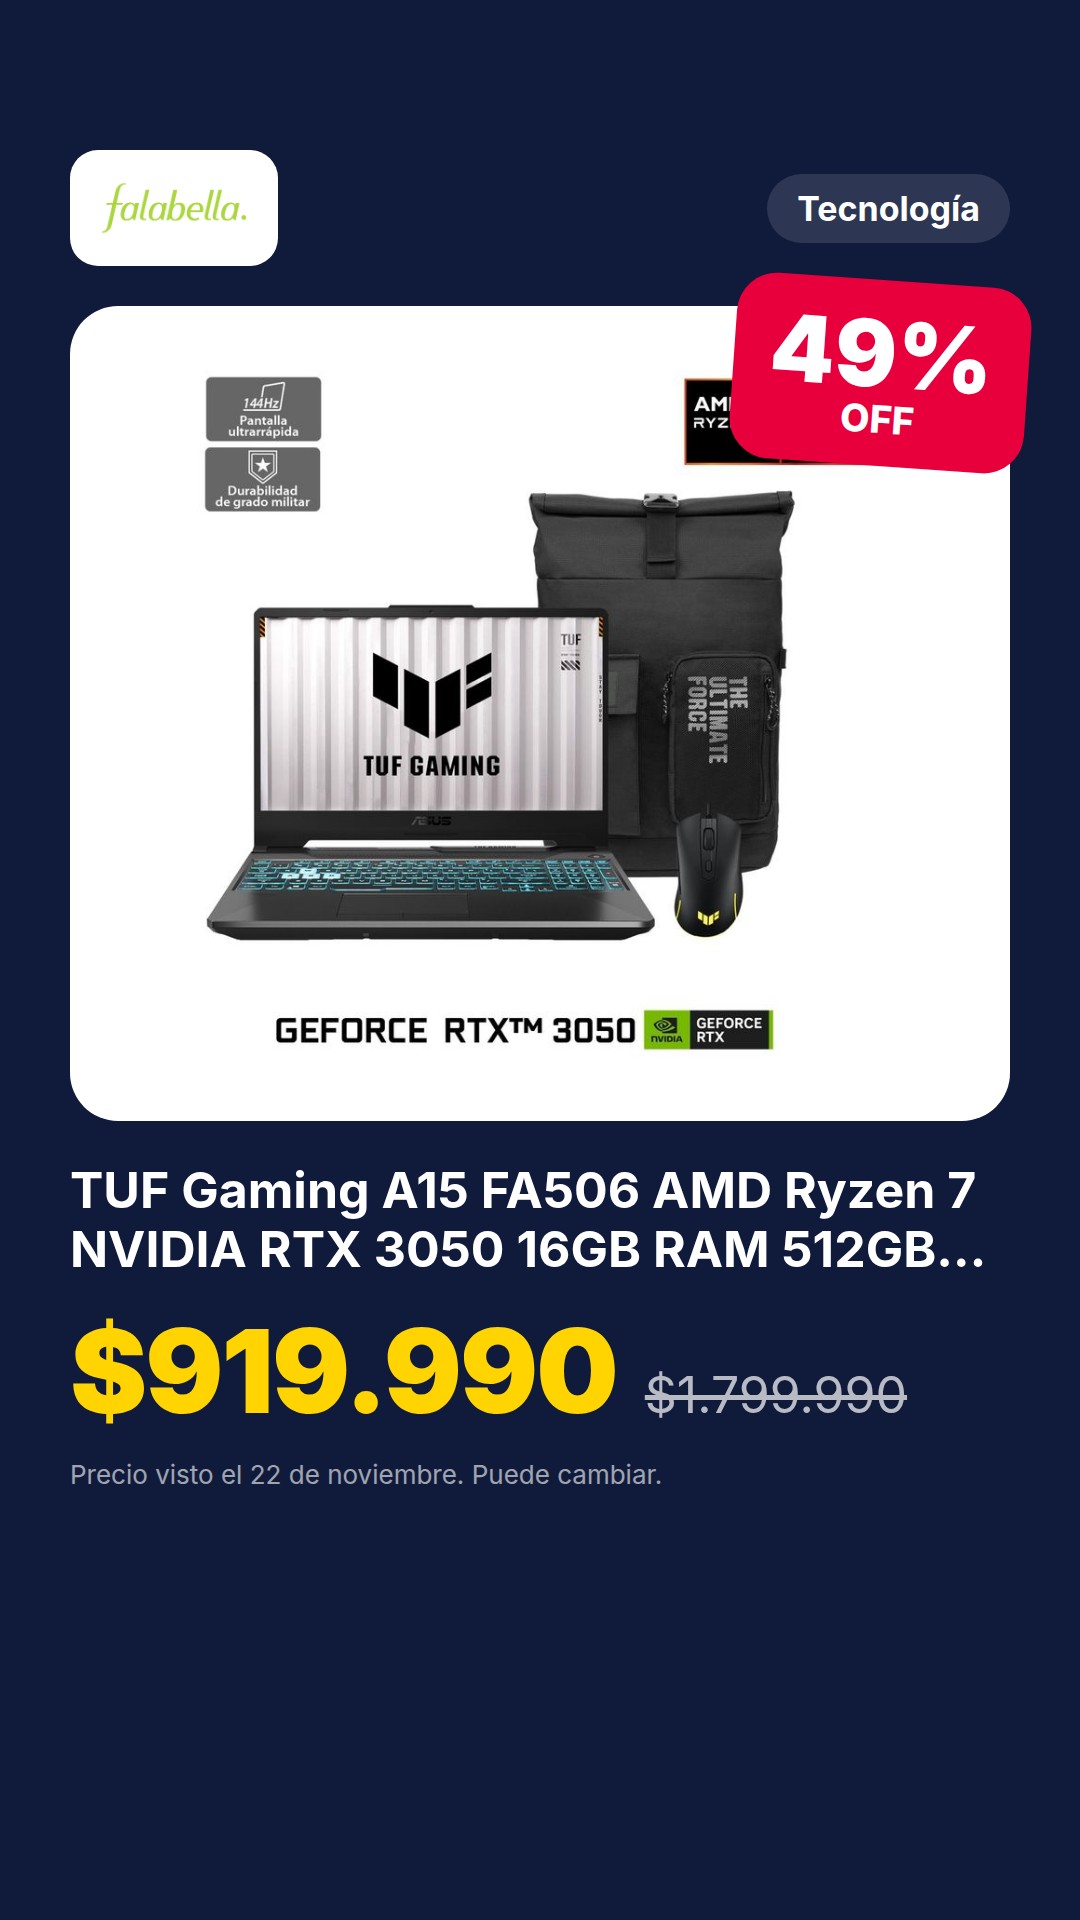 falabella.
Tecnología
49%
OFF
144Hz
Pantalla
ultrarrápida
Durabilidad
de grado militar
TUF
TUF GAMING
ASUS
THE
ULTIMATE
FORCE
GEFORCE RTX™ 3050
NVIDIA
GEFORCE
RTX
TUF Gaming A15 FA506 AMD Ryzen 7
NVIDIA RTX 3050 16GB RAM 512GB...
$919.990 $1.799.990
Precio visto el 22 de noviembre. Puede cambiar.